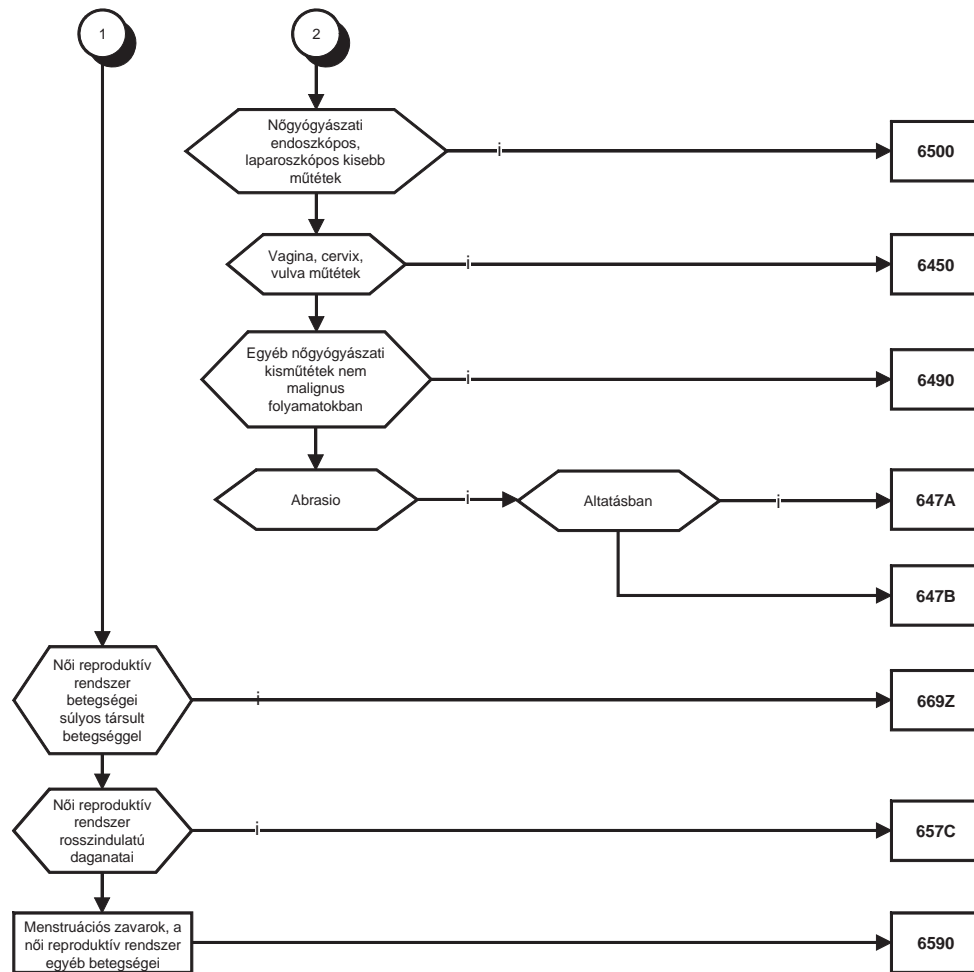 1
2
Nőgyógyászati
endoszkópos,
laparoszkópos kisebb
műtétek
i
6500
Vagina, cervix,
vulva műtétek
i
6450
Egyéb nőgyógyászati
kisműtétek nem
malignus
folyamatokban
i
6490
Abrasio
i
Altatásban
i
647A
647B
Női reproduktív
rendszer
betegségei
súlyos társult
betegséggel
i
669Z
Női reproduktív
rendszer
rosszindulatú
daganatai
i
657C
Menstruációs zavarok, a
női reproduktív rendszer
egyéb betegségei
6590